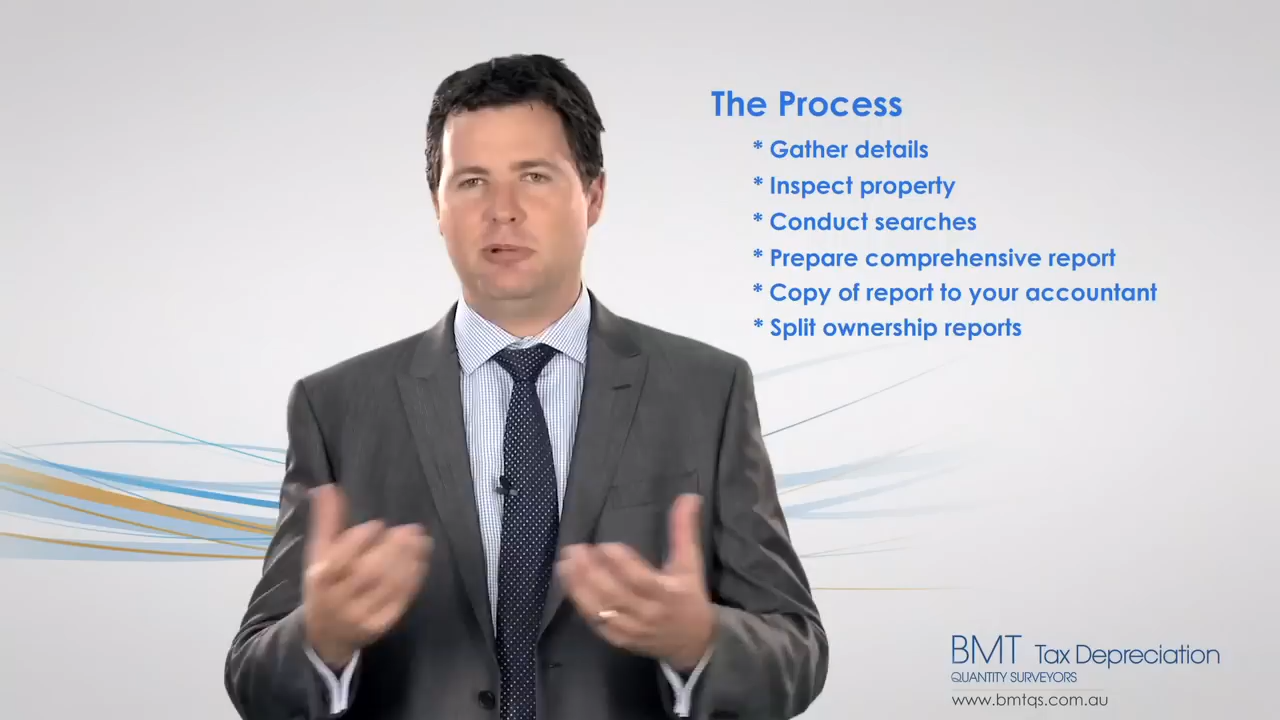 The Process
* Gather details
* Inspect property
* Conduct searches
* Prepare comprehensive report
* Copy of report to your accountant
* Split ownership reports
BMT Tax Depreciation
QUANTITY SURVEYORS
www.bmtqs.com.au